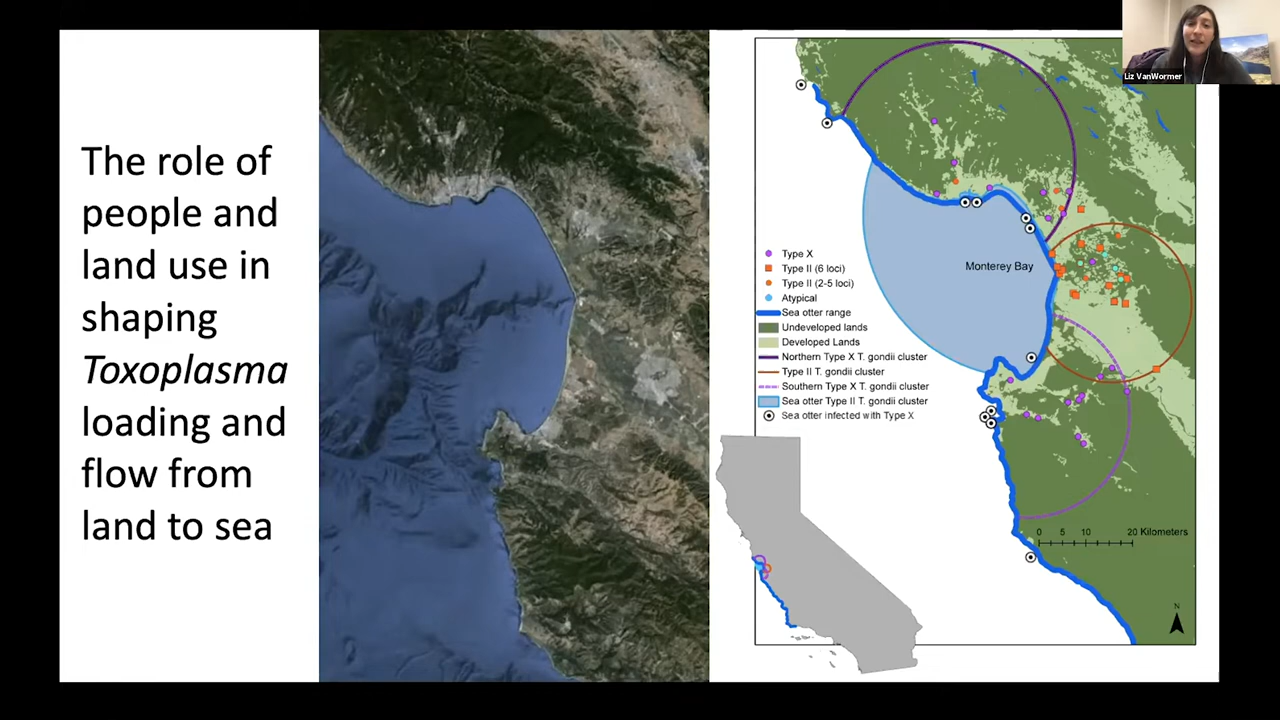 The role of
people and
land use in
shaping
Toxoplasma
loading and
flow from
land to sea
Liz VanWormer
Monterey Bay
Type X
Type II (6 loci)
Type II (2-5 loci)
Atypical
Sea otter range
Undeveloped lands
Developed Lands
Northern Type X T. gondii cluster
Type II T. gondii cluster
Southern Type X T. gondii cluster
Sea otter Type II T. gondii cluster
Sea otter infected with Type X
0 5 10 20 Kilometers
N